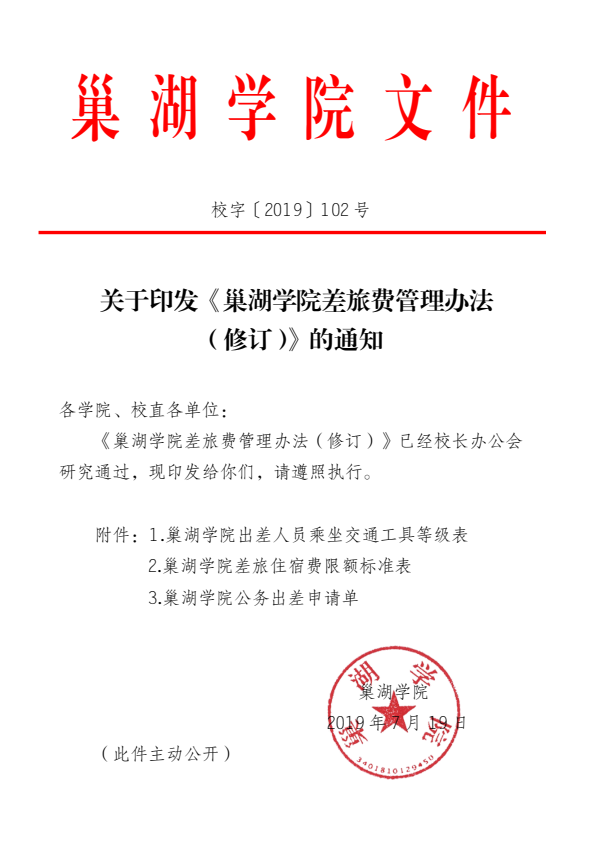 巢湖学院文件
校字〔2019〕102号
关于印发《巢湖学院差旅费管理办法
（修订）》的通知
各学院、校直各单位：
《巢湖学院差旅费管理办法（修订）》已经校长办公会
研究通过，现印发给你们，请遵照执行。
附件：1.巢湖学院出差人员乘坐交通工具等级表
2.巢湖学院差旅住宿费限额标准表
3.巢湖学院公务出差申请单
巢湖学院
2019年7月19日
巢湖学院
3401810129450
（此件主动公开）